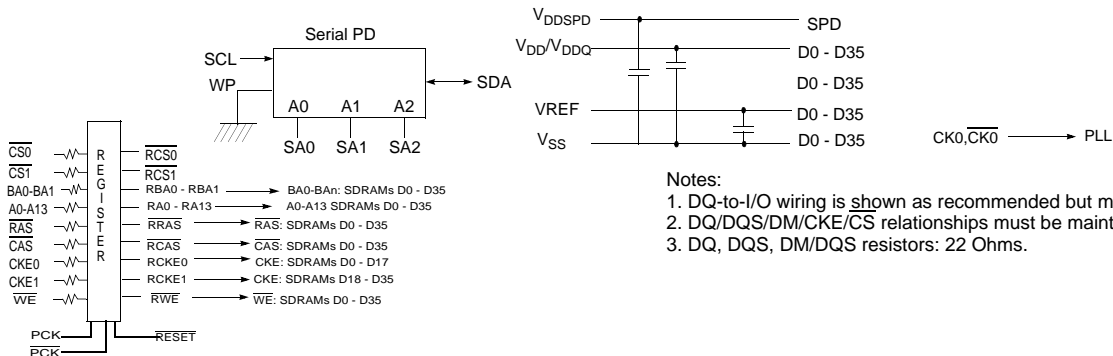 Serial PD
SCL
WP
A0 A1 A2
SA0 SA1 SA2
SDA
VDDSPD SPD
VDD/VDDQ D0 - D35
D0 - D35
VREF D0 - D35
VSS D0 - D35
CK0,CK0 PLL
REGISTER
CS0 RCS0
CS1 RCS1
BA0-BA1 RBA0 - RBA1 BA0-BAn: SDRAMs D0 - D35
A0-A13 RA0 - RA13 A0-A13 SDRAMs D0 - D35
RAS RRAS RAS: SDRAMs D0 - D35
CAS RCAS CAS: SDRAMs D0 - D35
CKE0 RCKE0 CKE: SDRAMs D0 - D17
CKE1 RCKE1 CKE: SDRAMs D18 - D35
WE RWE WE: SDRAMs D0 - D35
PCK RESET
PCK
Notes:
1. DQ-to-I/O wiring is shown as recommended but m
2. DQ/DQS/DM/CKE/CS relationships must be maint
3. DQ, DQS, DM/DQS resistors: 22 Ohms.